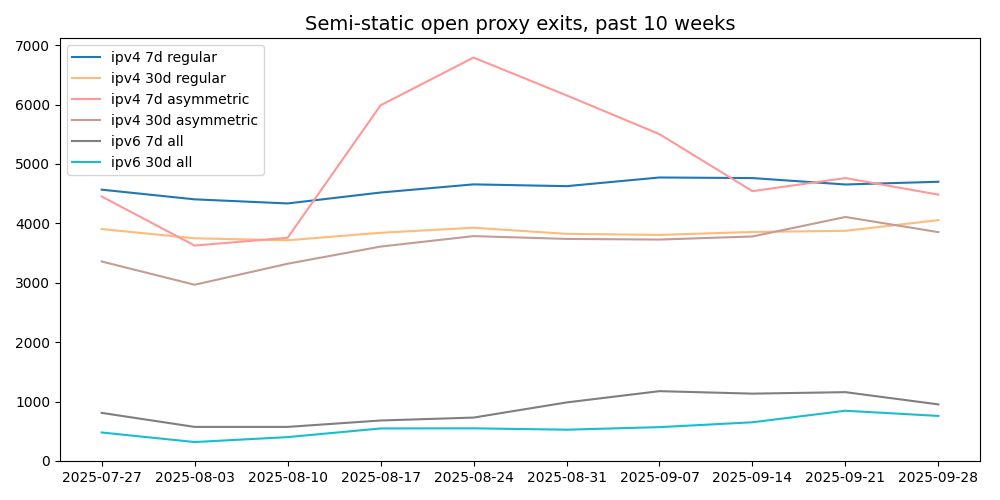 Semi-static open proxy exits, past 10 weeks
7000
6000
5000
4000
3000
2000
1000
0
ipv4 7d regular
ipv4 30d regular
ipv4 7d asymmetric
ipv4 30d asymmetric
ipv6 7d all
ipv6 30d all
2025-07-27 2025-08-03 2025-08-10 2025-08-17 2025-08-24 2025-08-31 2025-09-07 2025-09-14 2025-09-21 2025-09-28